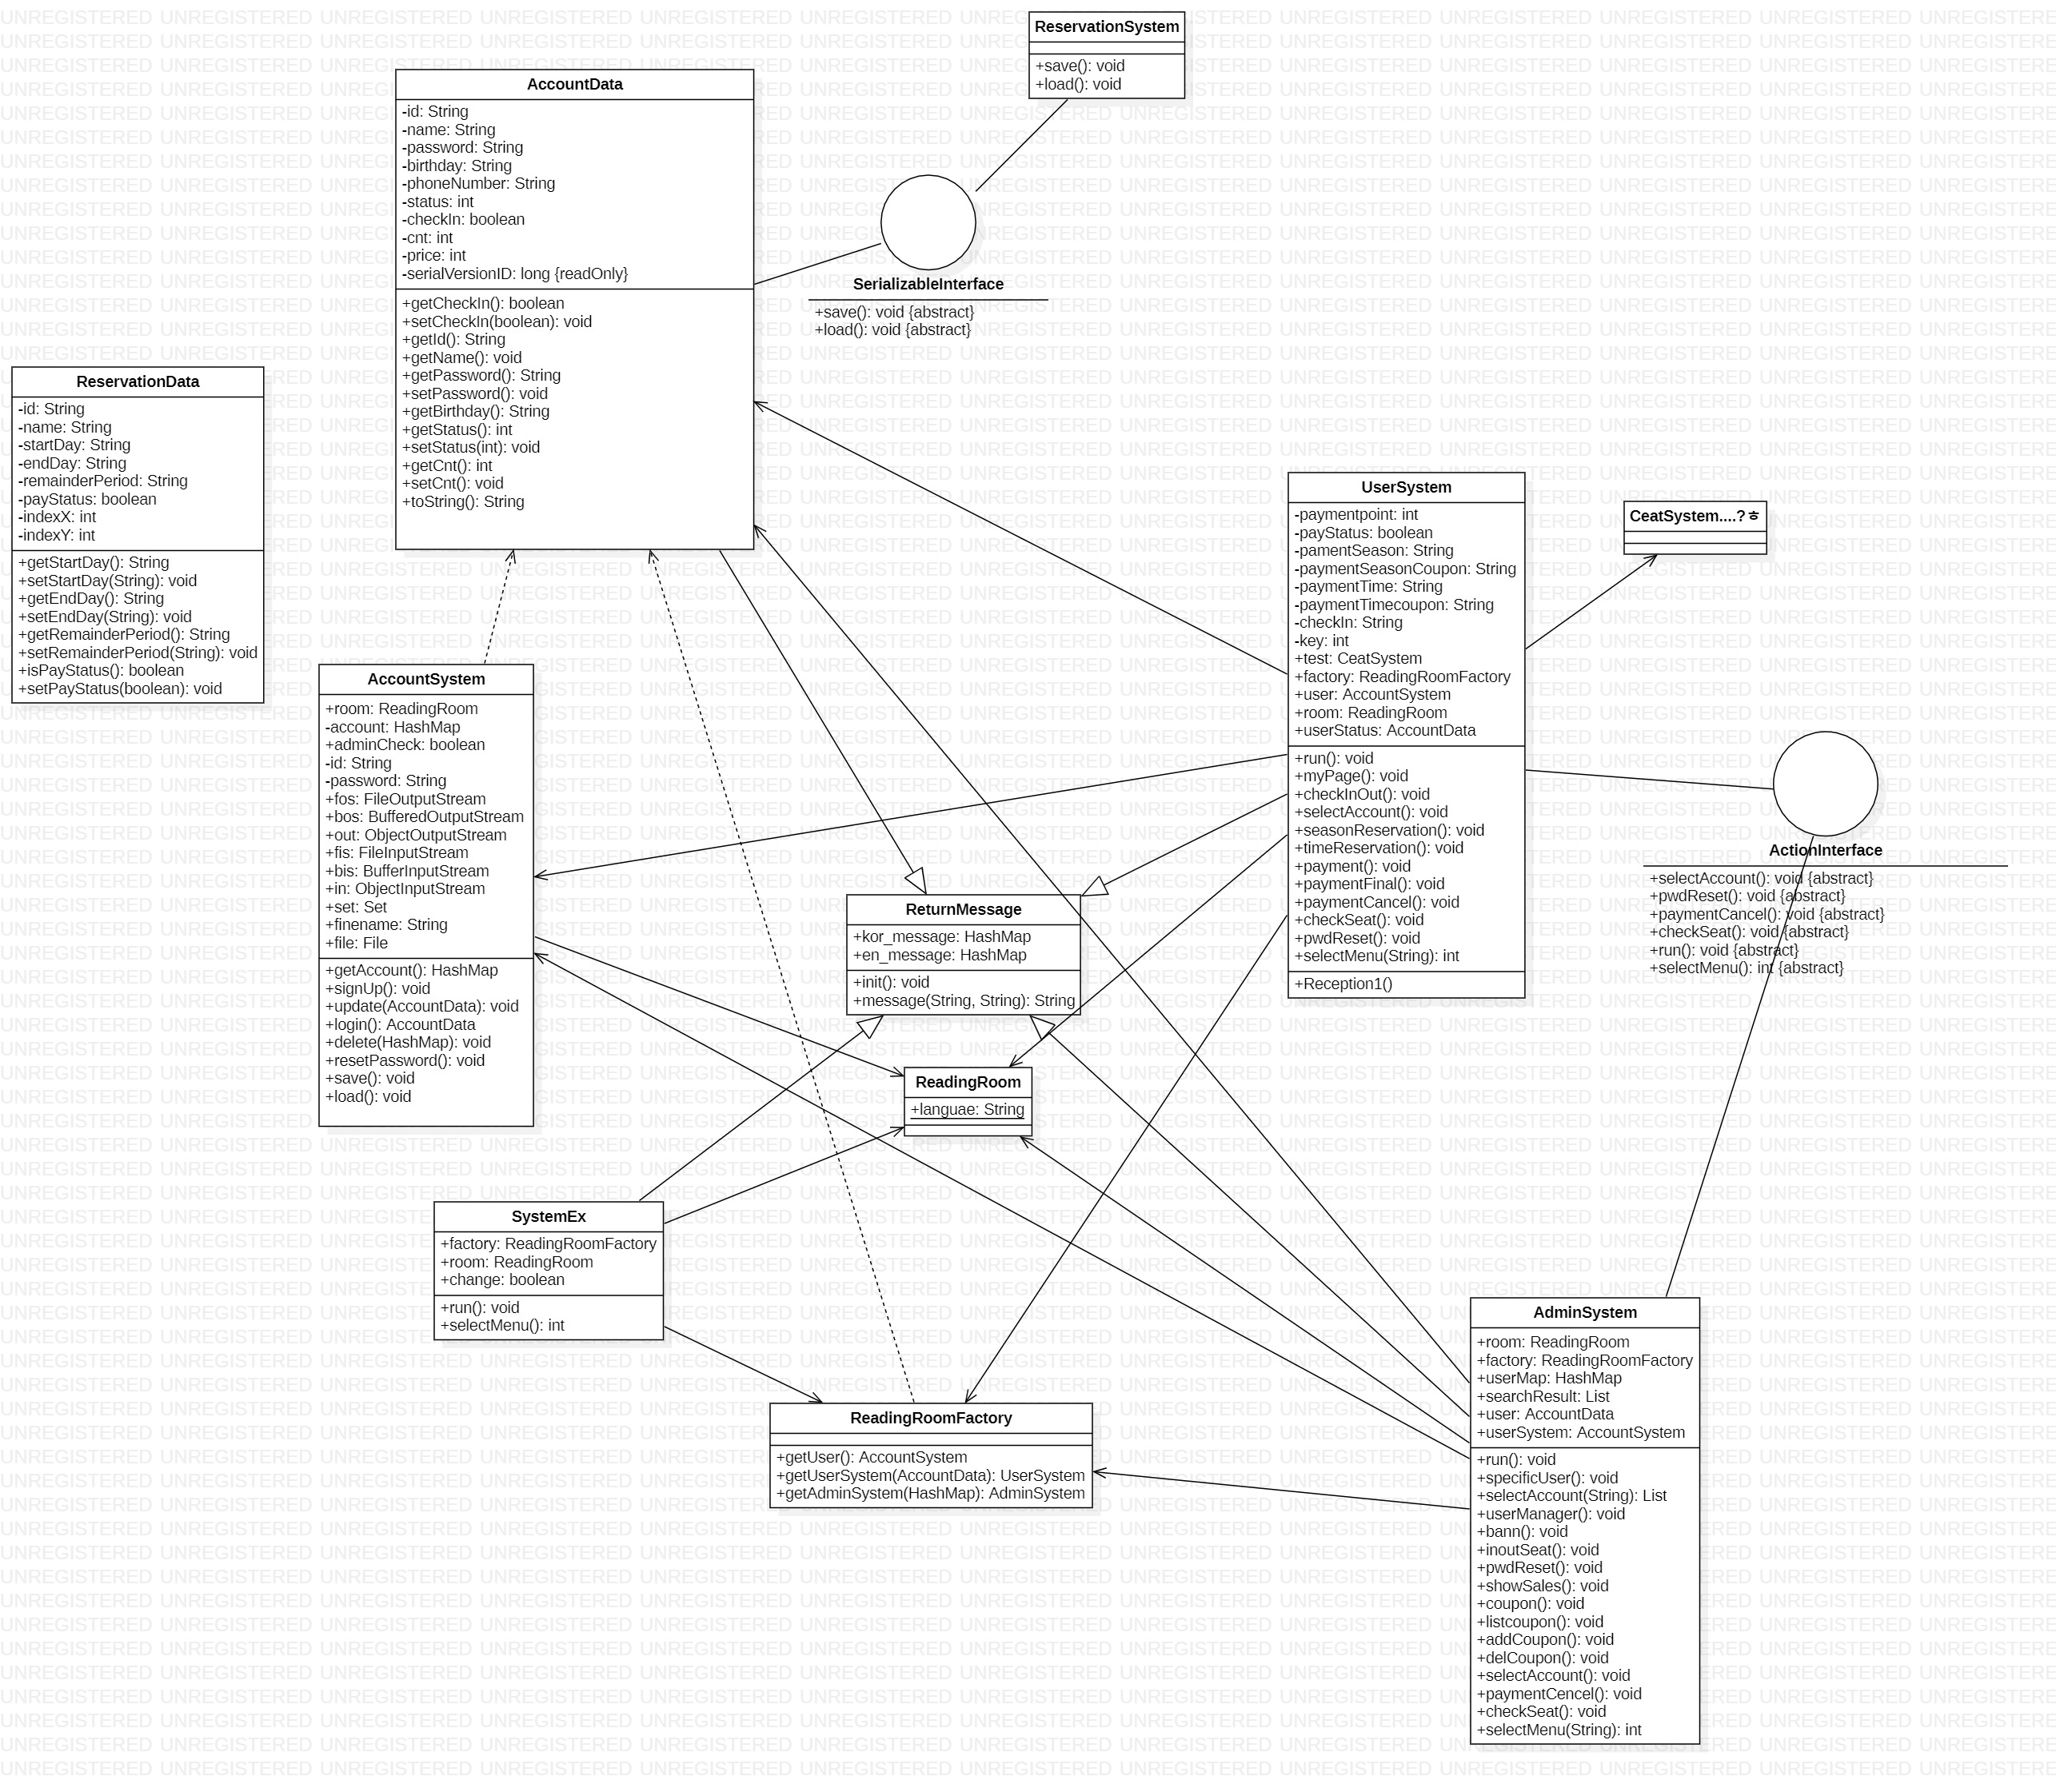 ReservationSystem
+save(): void
+load(): void
AccountData
-id: String
-name: String
-password: String
-birthday: String
-phoneNumber: String
-status: int
-checkIn: boolean
-cnt: int
-price: int
-serialVersionID: long {readOnly}
+getCheckIn(): boolean
+setCheckIn(boolean): void
+getId(): String
+getName(): void
+getPassword(): String
+setPassword(): void
+getBirthday(): String
+getStatus(): int
+setStatus(int): void
+getCnt(): int
+setCnt(): void
+toString(): String
SerializableInterface
+save(): void {abstract}
+load(): void {abstract}
ReservationData
-id: String
-name: String
-startDay: String
-endDay: String
-remainderPeriod: String
-payStatus: boolean
-indexX: int
-indexY: int
+getStartDay(): String
+setStartDay(String): void
+getEndDay(): String
+setEndDay(String): void
+getRemainderPeriod(): String
+setRemainderPeriod(String): void
+isPayStatus(): boolean
+setPayStatus(boolean): void
UserSystem
-paymentpoint: int
-payStatus: boolean
-pamentSeason: String
-paymentSeasonCoupon: String
-paymentTime: String
-paymentTimecoupon: String
-checkIn: String
-key: int
+test: CeatSystem
+factory: ReadingRoomFactory
+user: AccountSystem
+room: ReadingRoom
+userStatus: AccountData
+run(): void
+myPage(): void
+checkInOut(): void
+selectAccount(): void
+seasonReservation(): void
+timeReservation(): void
+payment(): void
+paymentFinal(): void
+paymentCancel(): void
+checkSeat(): void
+pwdReset(): void
+selectMenu(String): int
+Reception1()
CeatSystem....?ㅎ
AccountSystem
+room: ReadingRoom
-account: HashMap
+adminCheck: boolean
-id: String
-password: String
+fos: FileOutputStream
+bos: BufferedOutputStream
+out: ObjectOutputStream
+fis: FileInputStream
+bis: BufferInputStream
+in: ObjectInputStream
+set: Set
+finename: String
+file: File
+getAccount(): HashMap
+signUp(): void
+update(AccountData): void
+login(): AccountData
+delete(HashMap): void
+resetPassword(): void
+save(): void
+load(): void
ActionInterface
+selectAccount(): void {abstract}
+pwdReset(): void {abstract}
+paymentCancel(): void {abstract}
+checkSeat(): void {abstract}
+run(): void {abstract}
+selectMenu(): int {abstract}
ReturnMessage
+kor_message: HashMap
+en_message: HashMap
+init(): void
+message(String, String): String
ReadingRoom
+languae: String
SystemEx
+factory: ReadingRoomFactory
+room: ReadingRoom
+change: boolean
+run(): void
+selectMenu(): int
ReadingRoomFactory
+getUser(): AccountSystem
+getUserSystem(AccountData): UserSystem
+getAdminSystem(HashMap): AdminSystem
AdminSystem
+room: ReadingRoom
+factory: ReadingRoomFactory
+userMap: HashMap
+searchResult: List
+user: AccountData
+userSystem: AccountSystem
+run(): void
+specificUser(): void
+selectAccount(String): List
+userManager(): void
+bann(): void
+inoutSeat(): void
+pwdReset(): void
+showSales(): void
+coupon(): void
+listcoupon(): void
+addCoupon(): void
+delCoupon(): void
+selectAccount(): void
+paymentCencel(): void
+checkSeat(): void
+selectMenu(String): int